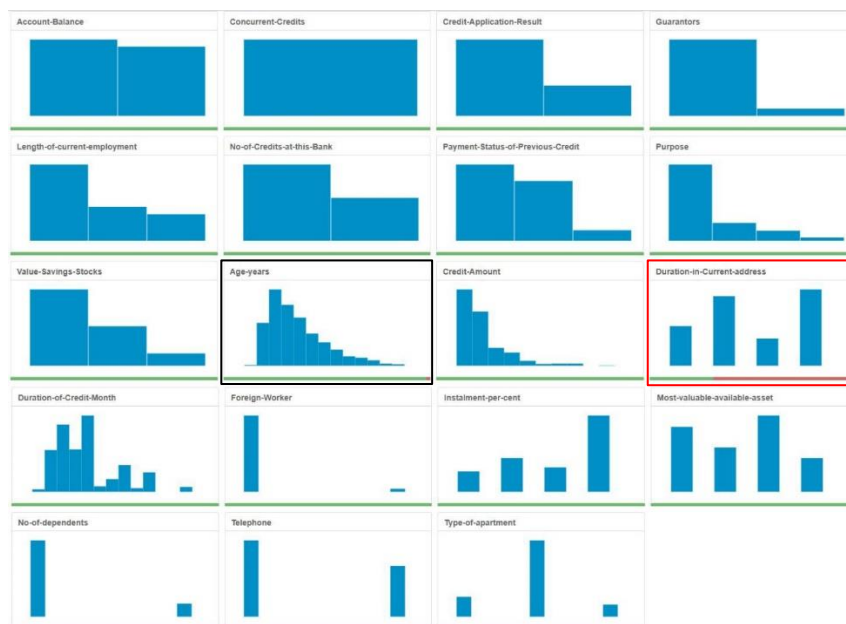 Account-Balance
Concurrent-Credits
Credit-Application-Result
Guarantors
Length-of-current-employment
No-of-Credits-at-this-Bank
Payment-Status-of-Previous-Credit
Purpose
Value-Savings-Stocks
Age-years
Credit-Amount
Duration-in-Current-address
Duration-of-Credit-Month
Foreign-Worker
Instalment-per-cent
Most-valuable-available-asset
No-of-dependents
Telephone
Type-of-apartment